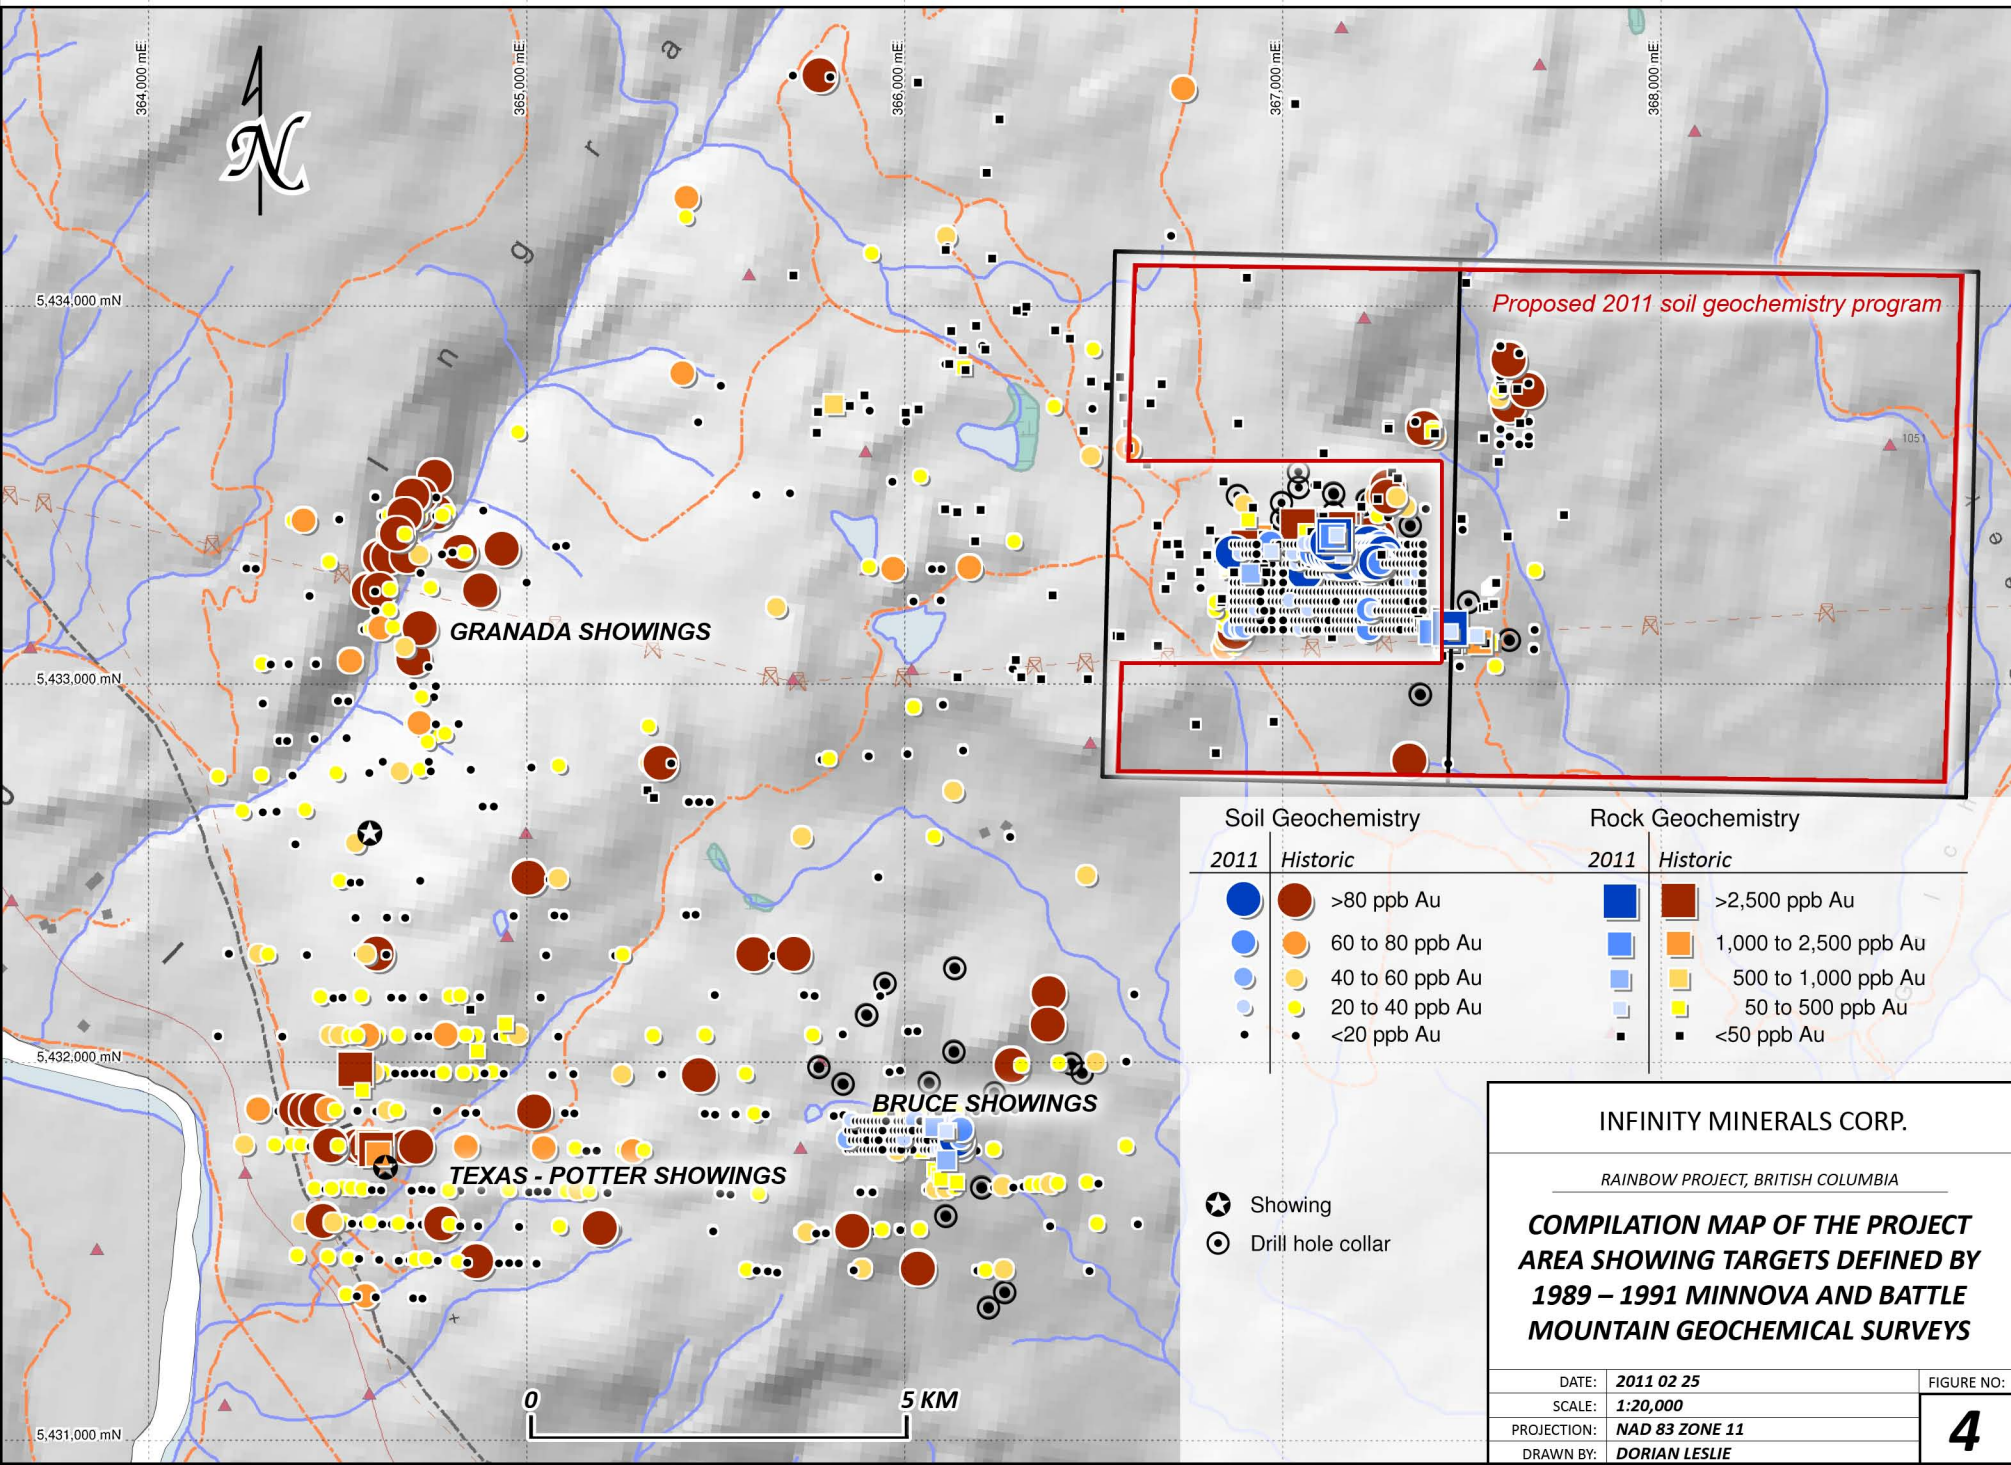 364,000 mE
365,000 mE
366,000 mE
367,000 mE
368,000 mE
N
a
r
g
n
I
5,434,000 mN
Proposed 2011 soil geochemistry program
1051
GRANADA SHOWINGS
5,433,000 mN
Soil Geochemistry
2011 Historic
>80 ppb Au
60 to 80 ppb Au
40 to 60 ppb Au
20 to 40 ppb Au
<20 ppb Au
Rock Geochemistry
2011 Historic
>2,500 ppb Au
1,000 to 2,500 ppb Au
500 to 1,000 ppb Au
50 to 500 ppb Au
<50 ppb Au
5,432,000 mN
BRUCE SHOWINGS
TEXAS - POTTER SHOWINGS
Showing
Drill hole collar
0 5 KM
5,431,000 mN
INFINITY MINERALS CORP.
RAINBOW PROJECT, BRITISH COLUMBIA
COMPILATION MAP OF THE PROJECT
AREA SHOWING TARGETS DEFINED BY
1989 – 1991 MINNOVA AND BATTLE
MOUNTAIN GEOCHEMICAL SURVEYS
DATE: 2011 02 25
SCALE: 1:20,000
PROJECTION: NAD 83 ZONE 11
DRAWN BY: DORIAN LESLIE
FIGURE NO:
4